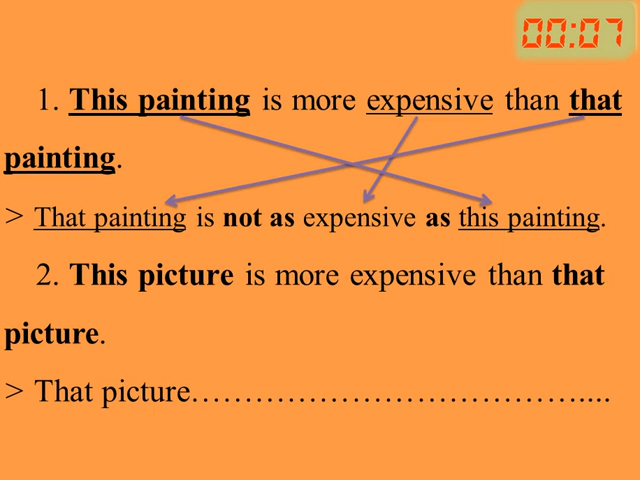 00:07
1. This painting is more expensive than that
painting.
> That painting is not as expensive as this painting.
2. This picture is more expensive than that
picture.
> That picture……………………………………....